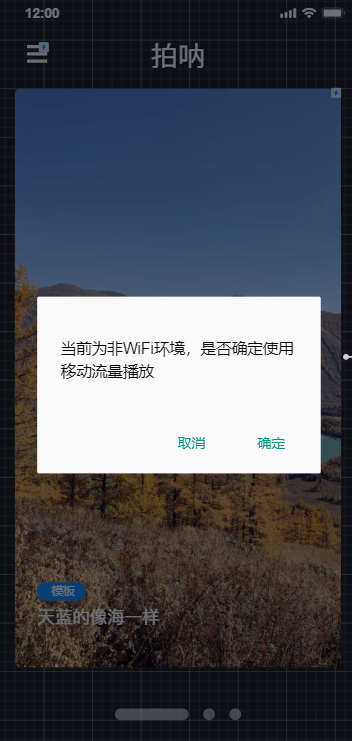 12:00
拍呐
当前为非WiFi环境，是否确定使用
移动流量播放
取消
确定
模板
天蓝的像海一样